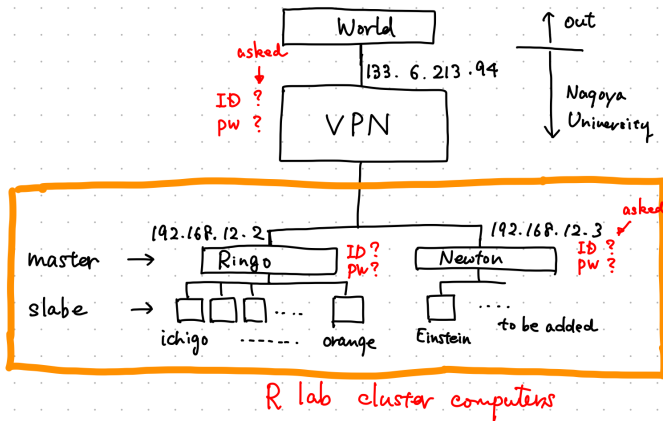 World
out
asked
133.6.213.94
ID ?
PW ?
VPN
Nagoya
University
192.168.12.2
192.168.12.3
asked
master
Ringo
ID ?
PW ?
Newton
ID ?
PW ?
slabe
....
....
ichigo
.......
orange
Einstein
to be added
R lab cluster computers